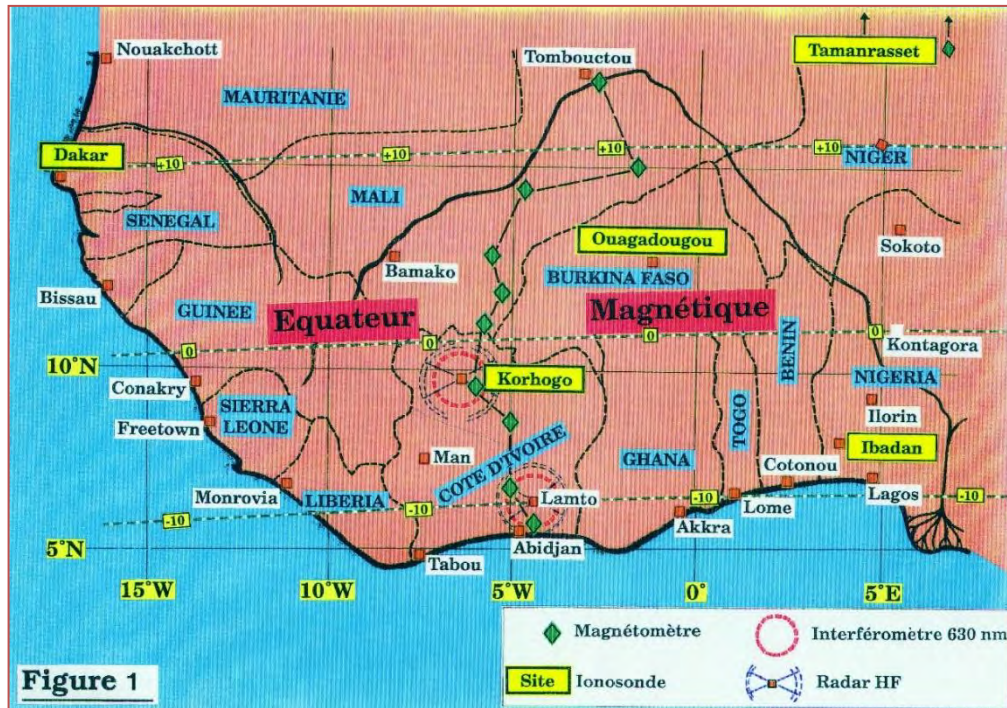 Nouakchott
Tombouctou
Tamanrasset
MAURITANIE
Dakar
+10
+10
+10
+10
NIGER
MALI
SENEGAL
Ouagadougou
Sokoto
Bamako
BURKINA FASO
Bissau
GUINEE
Equateur
Magnétique
0
0
0
0
Kontagora
10°N
BENIN
Conakry
Korhogo
NIGERIA
SIERRA
LEONE
TOGO
Ilorin
Freetown
COTE D'IVOIRE
Man
GHANA
Ibadan
Cotonou
Monrovia
LIBERIA
Lamto
Lagos
-10
-10
-10
-10
Lome
Akkra
5°N
Abidjan
Tabou
15°W
10°W
5°W
0°
5°E
Magnétomètre
Interféromètre 630 nm
Site
Ionosonde
Radar HF
Figure 1